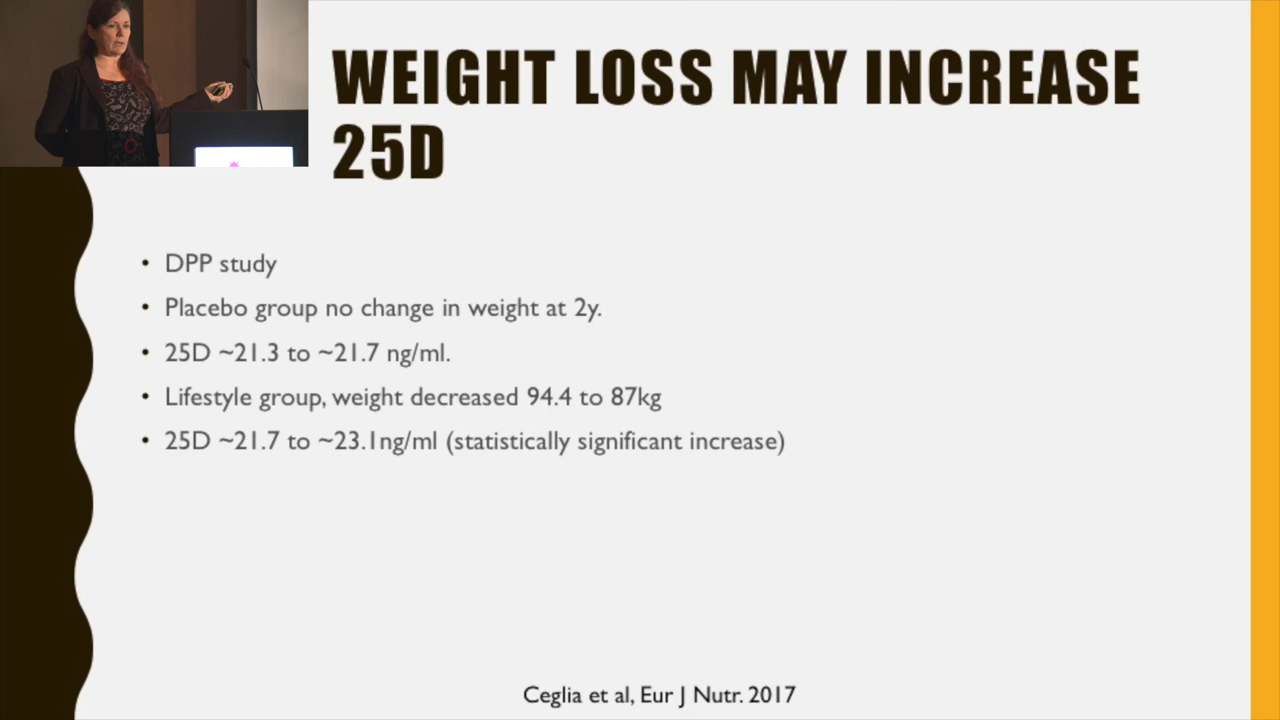 WEIGHT LOSS MAY INCREASE
25D
• DPP study
• Placebo group no change in weight at 2y.
• 25D ~21.3 to ~21.7 ng/ml.
• Lifestyle group, weight decreased 94.4 to 87kg
• 25D ~21.7 to ~23.1ng/ml (statistically significant increase)
Ceglia et al, Eur J Nutr. 2017